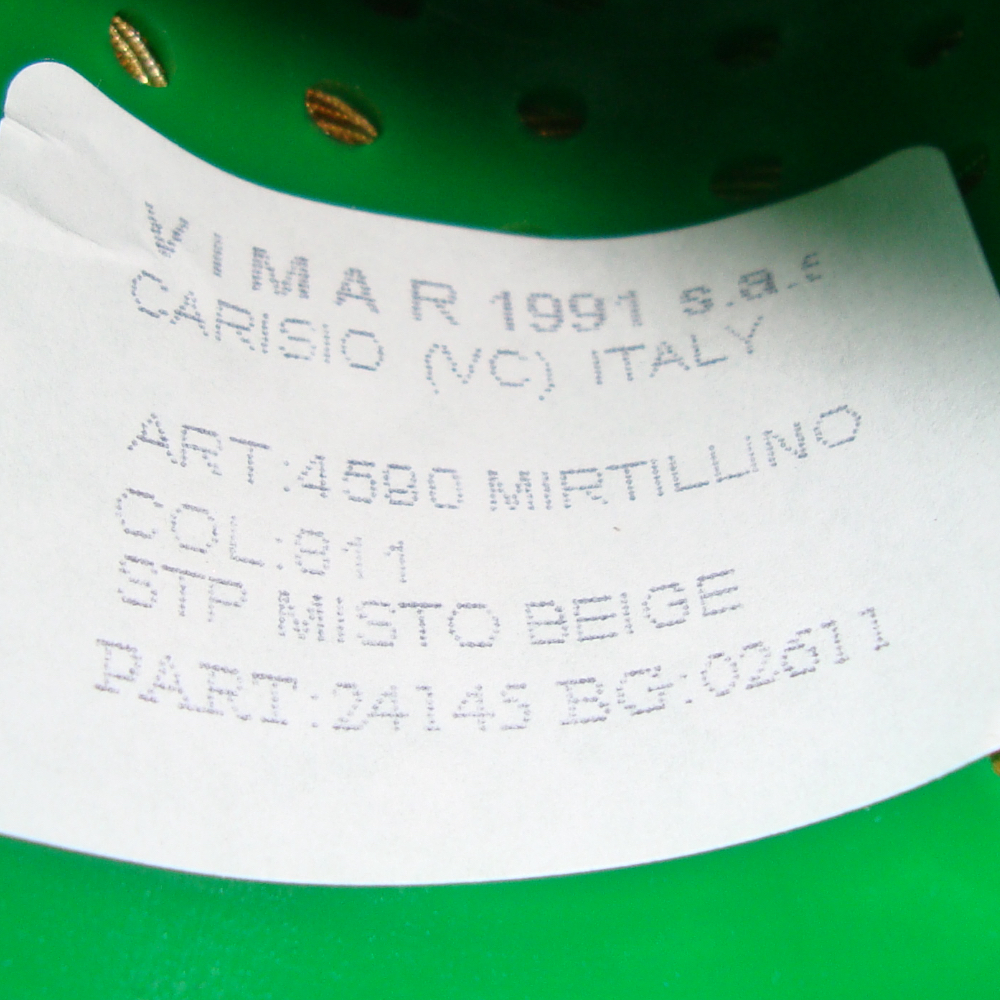 VIMAR 1991 s.a.s
CARISIO (VC) ITALY
ART:4580 MIRTILLINO
COL:811
STP MISTO BEIGE
PART:24145 BG:02611